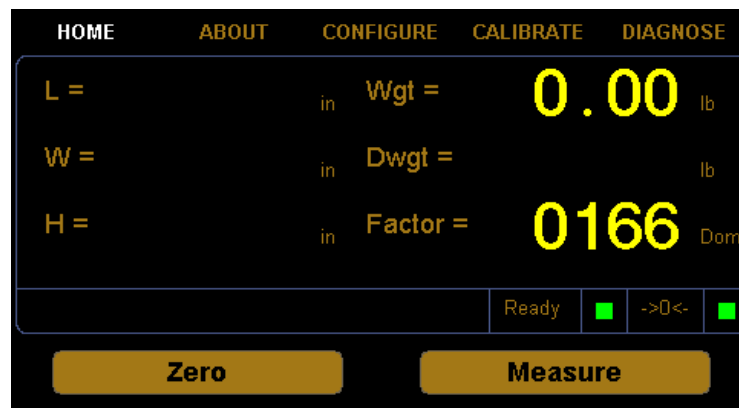 HOME ABOUT CONFIGURE CALIBRATE DIAGNOSE
L = in Wgt = 0.00 lb
W = in Dwgt = lb
H = in Factor = 0166 Dom
Ready ->0<-
Zero Measure